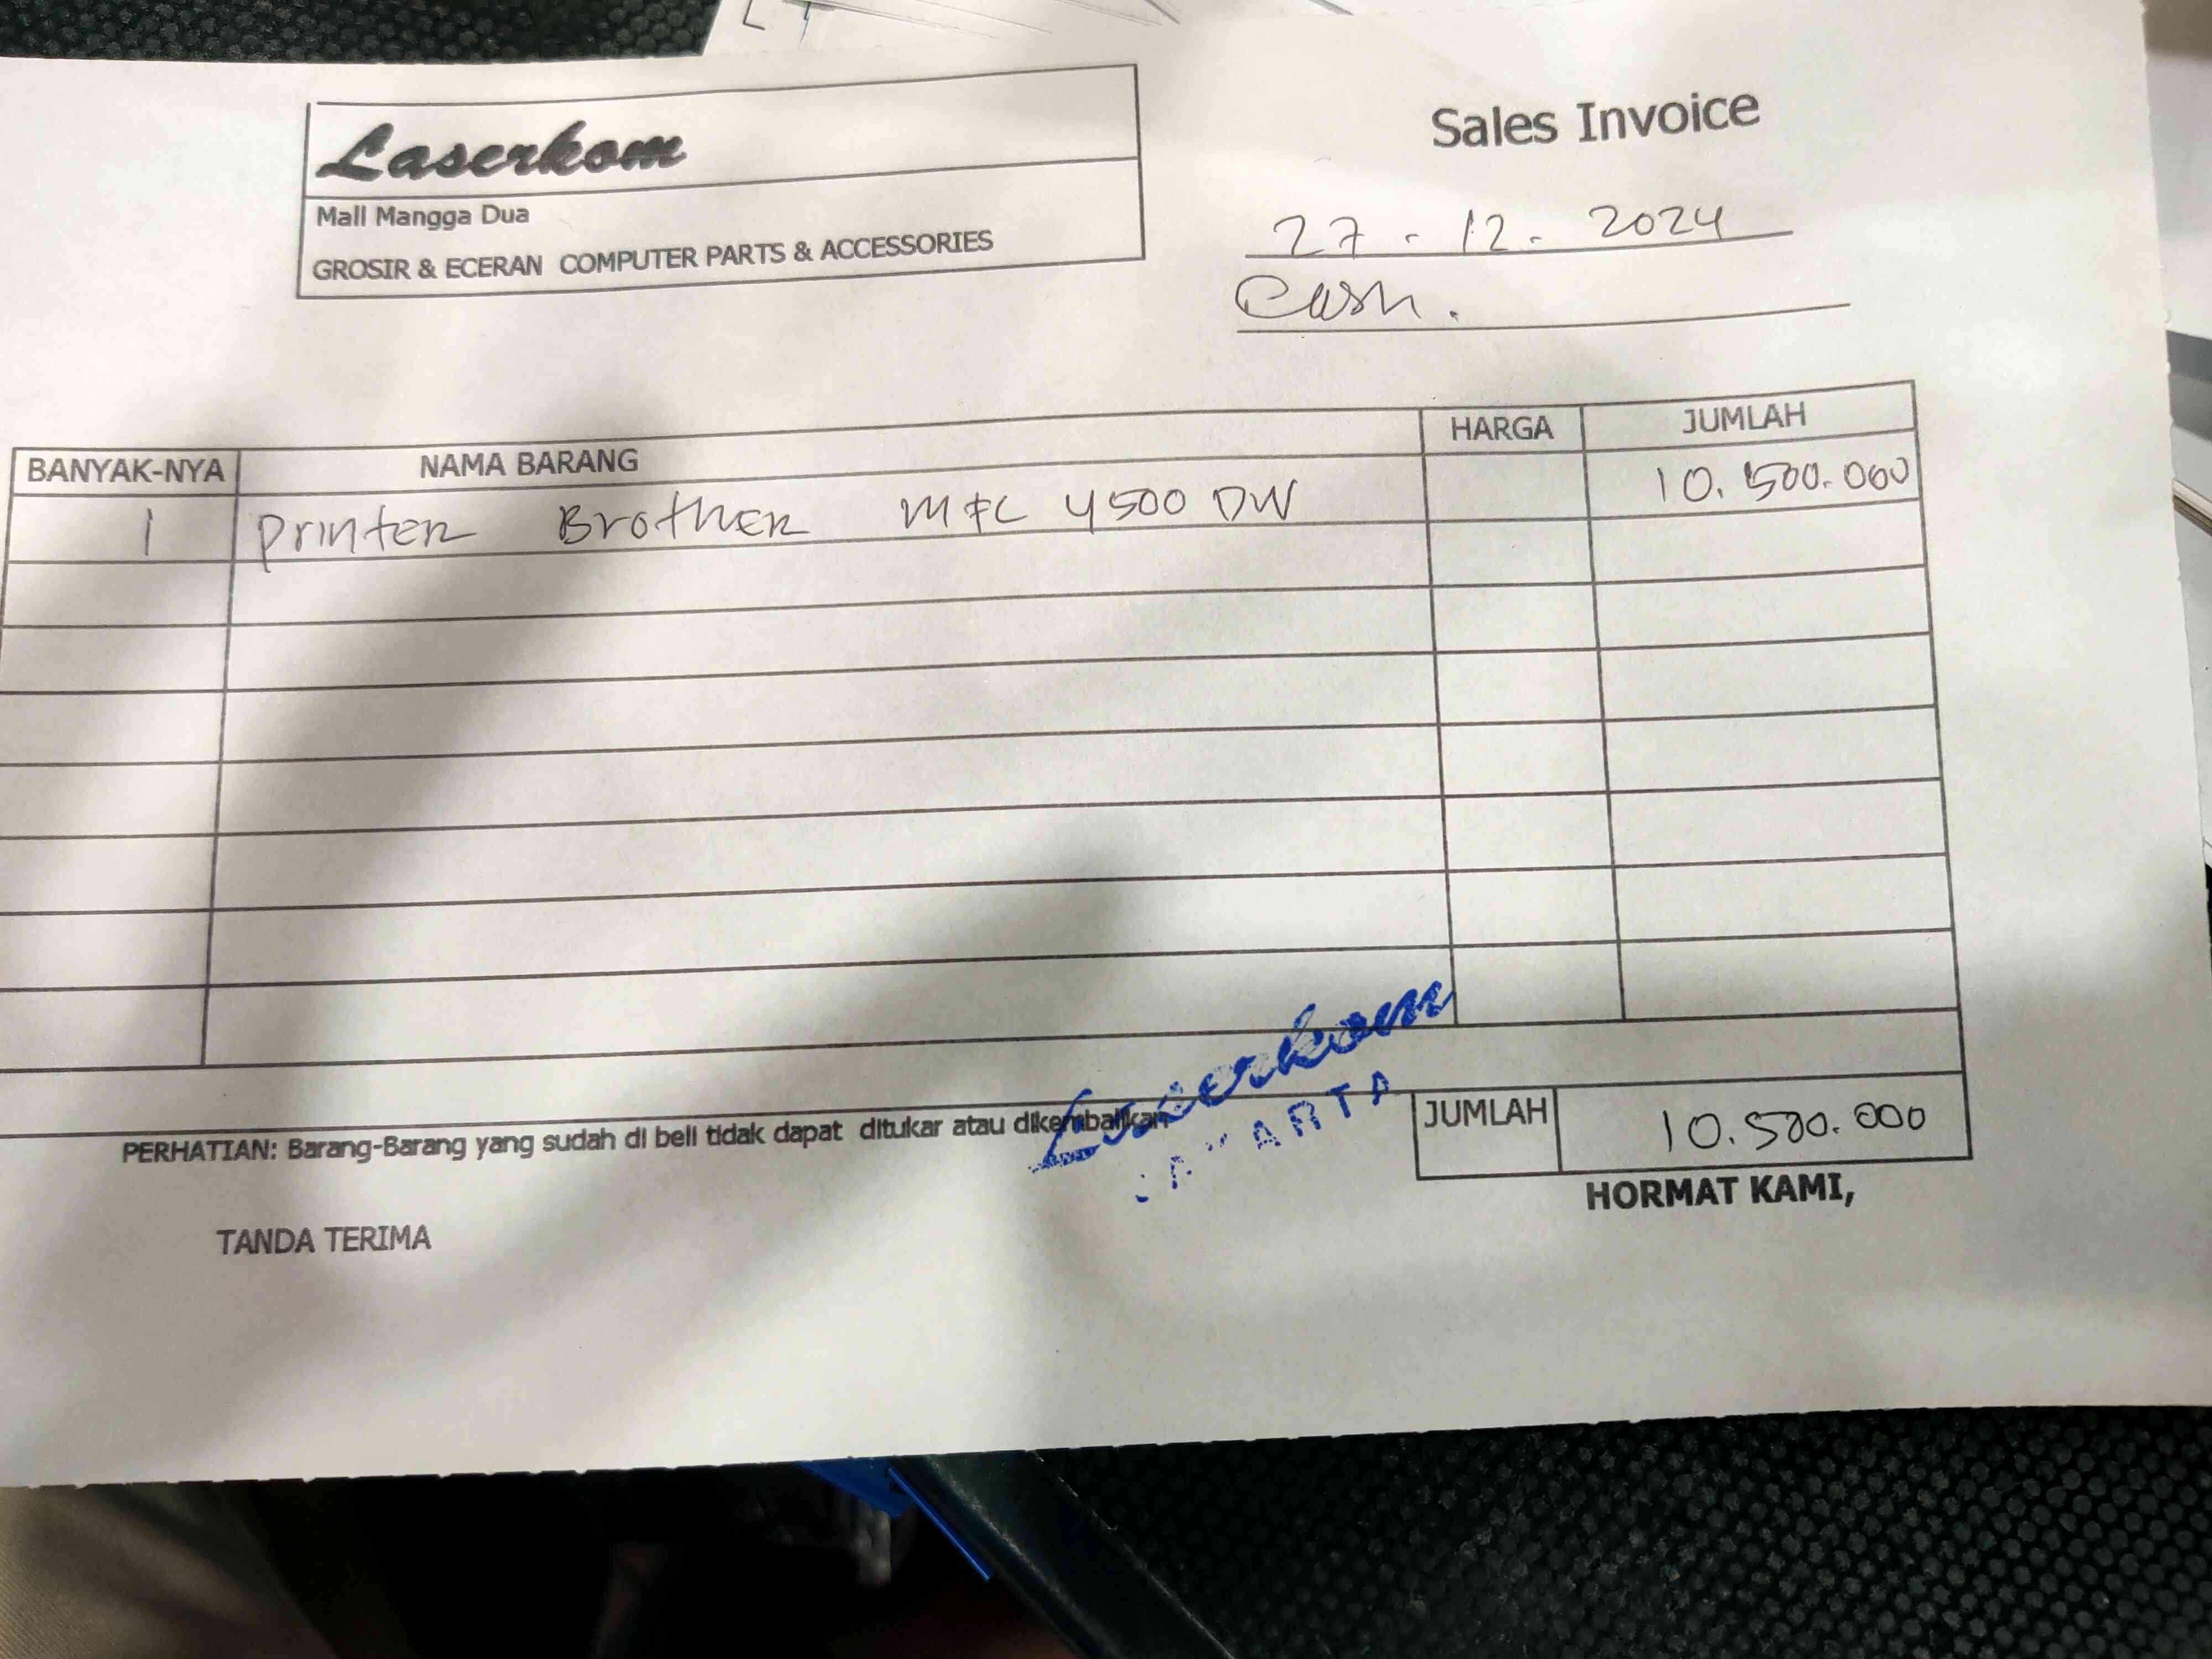 Laserkom
Mall Mangga Dua
GROSIR & ECERAN COMPUTER PARTS & ACCESSORIES
Sales Invoice
27 - 12 - 2024
Cash.
BANYAK-NYA NAMA BARANG HARGA JUMLAH
1 Printer Brother MFC 4500 DW 10.500.000
JUMLAH 10.500.000
PERHATIAN: Barang-Barang yang sudah di beli tidak dapat ditukar atau dikembalikan
Laserkom
JAKARTA
HORMAT KAMI,
TANDA TERIMA